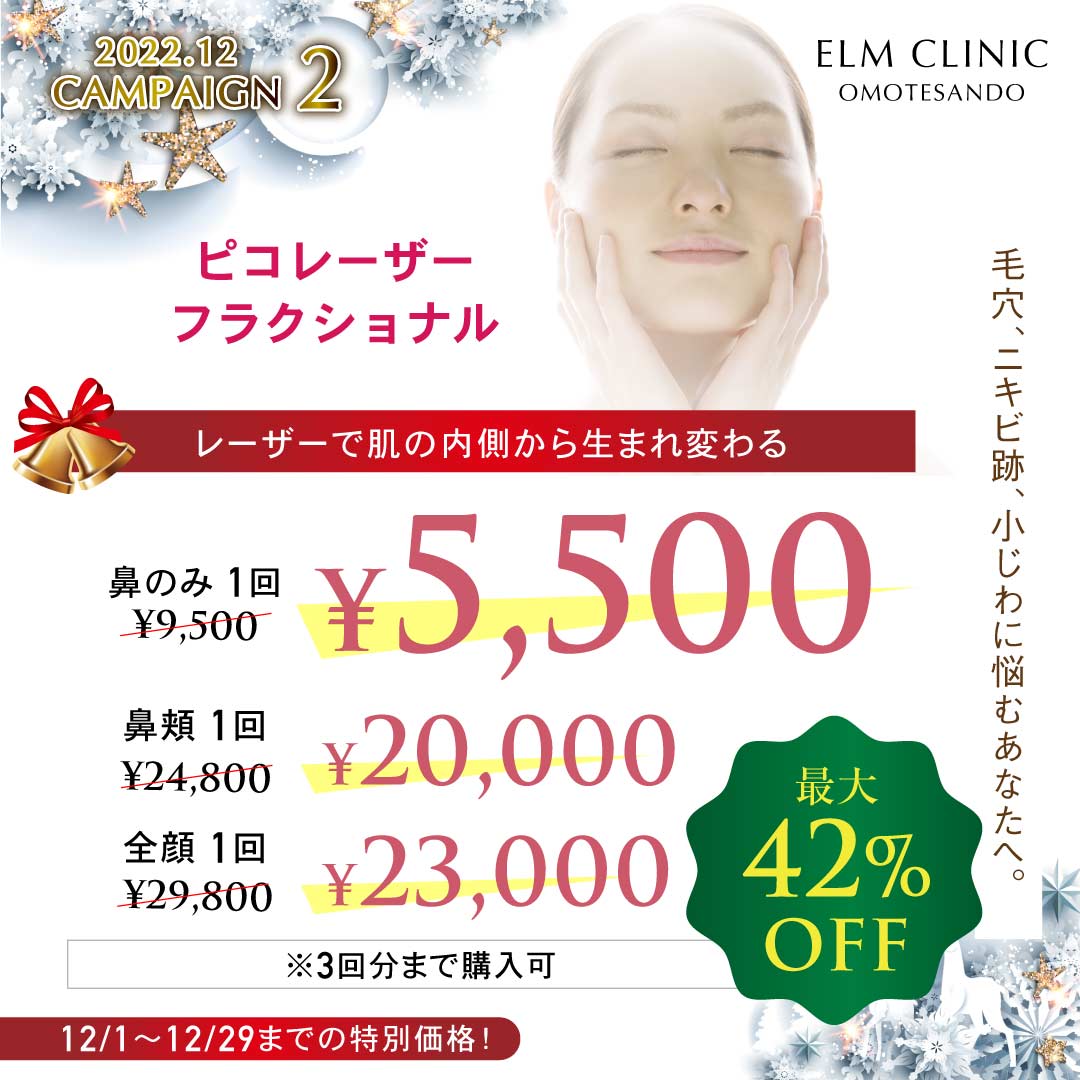 2022.12
CAMPAIGN 2
ELM CLINIC
OMOTESANDO
ピコレーザー
フラクショナル
毛穴、ニキビ跡、小じわに悩むあなたへ。
レーザーで肌の内側から生まれ変わる
鼻のみ 1回
¥9,500
¥5,500
鼻頬 1回
¥24,800
¥20,000
全顔 1回
¥29,800
¥23,000
最大
42%
OFF
※3回分まで購入可
12/1～12/29までの特別価格!